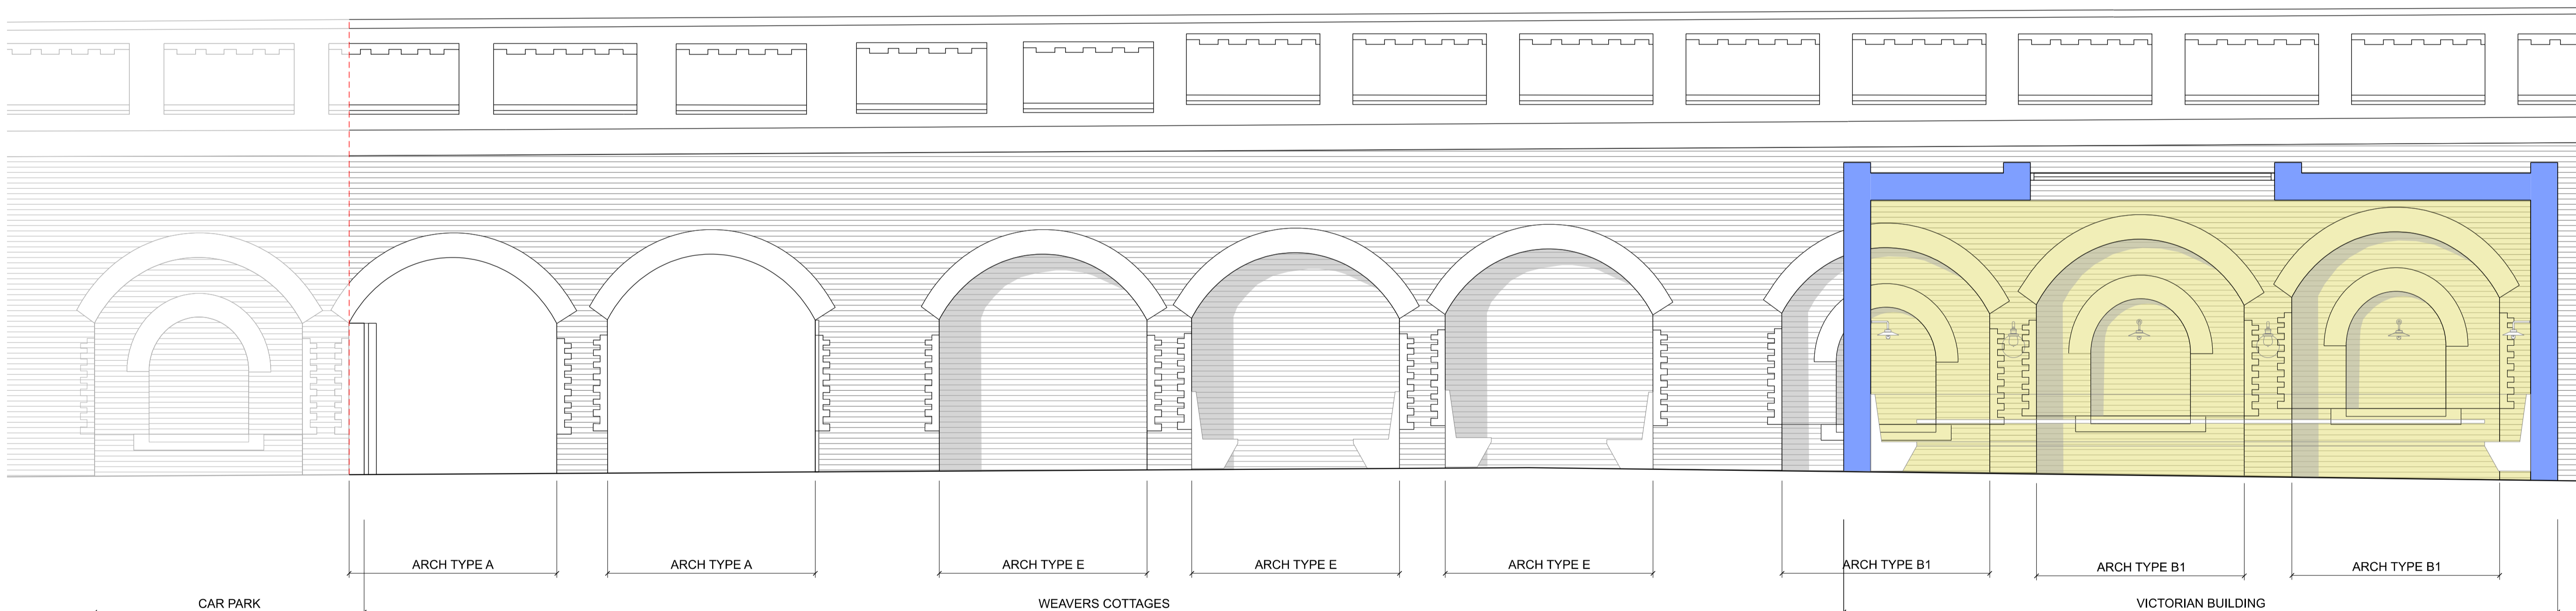 ARCH TYPE A
ARCH TYPE A
ARCH TYPE E
ARCH TYPE E
ARCH TYPE E
ARCH TYPE B1
ARCH TYPE B1
ARCH TYPE B1
CAR PARK
WEAVERS COTTAGES
VICTORIAN BUILDING